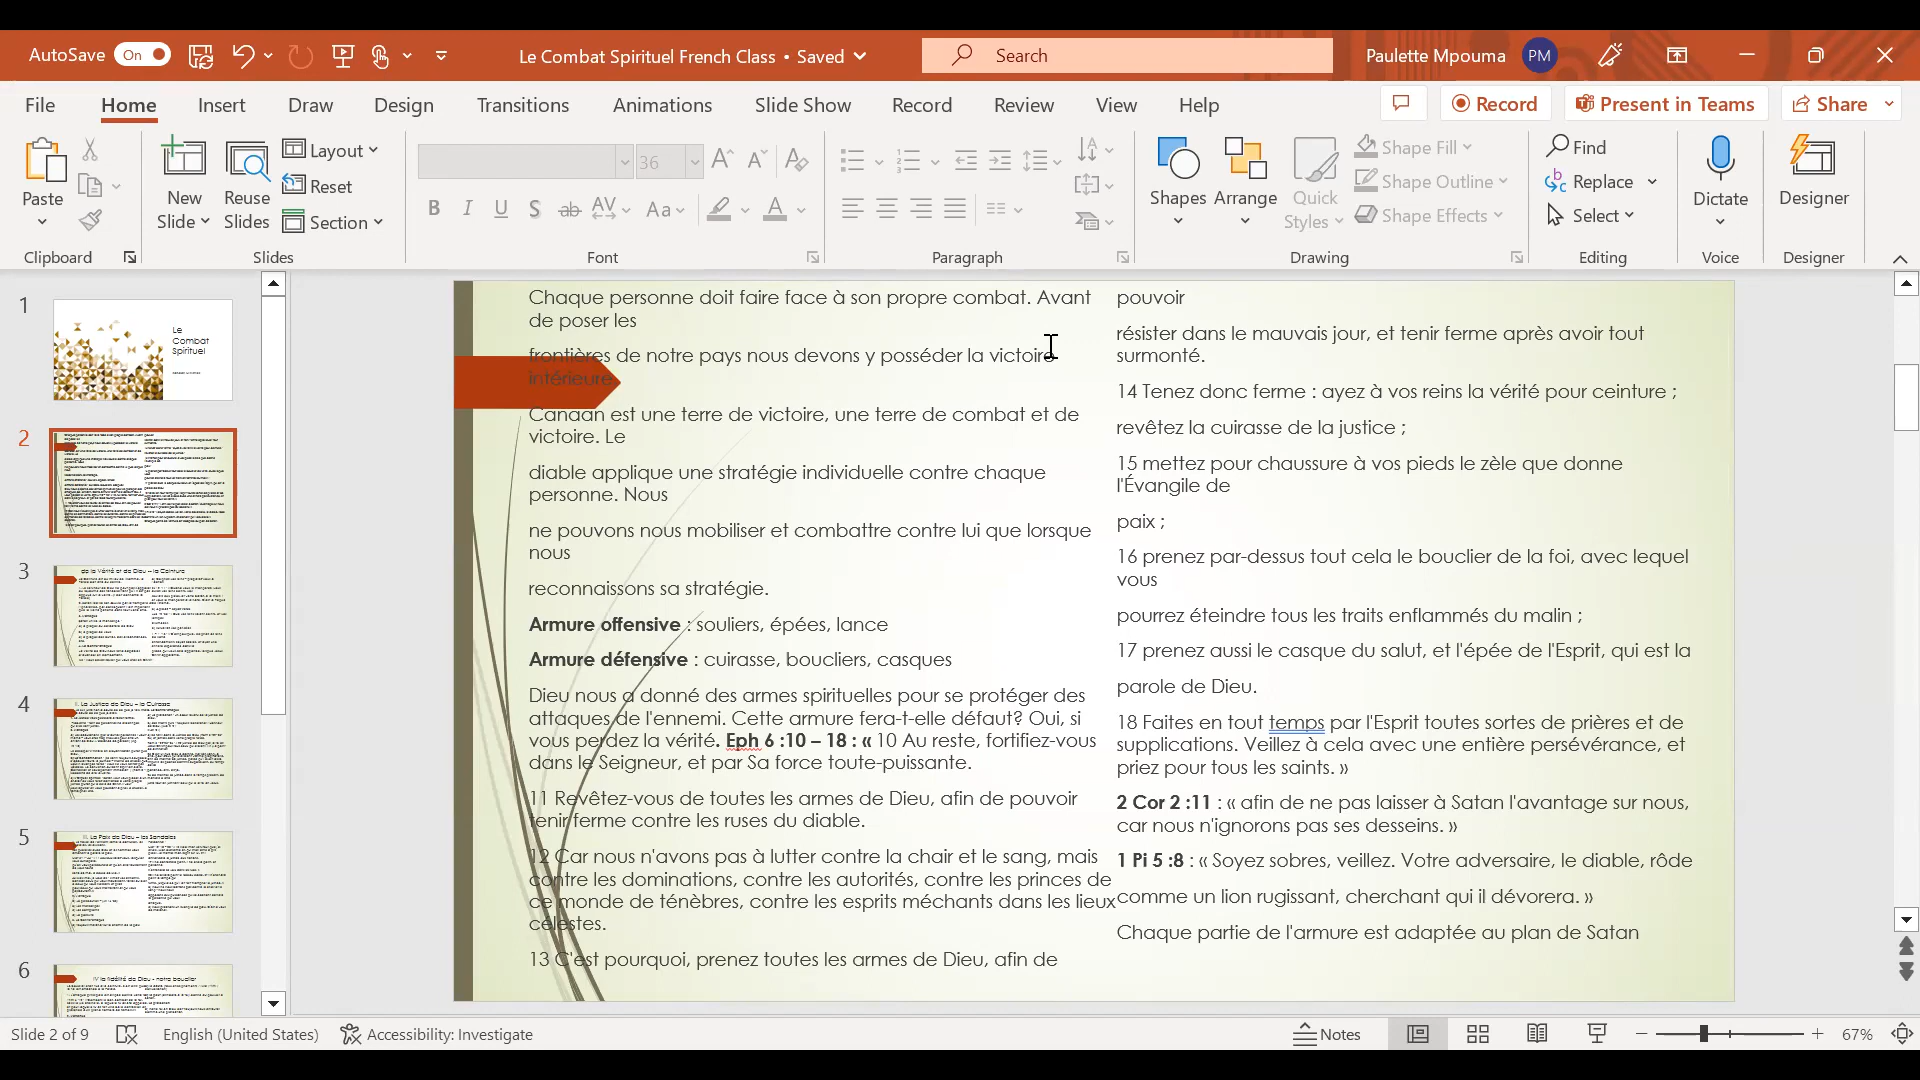 AutoSave On Le Combat Spirituel French Class • Saved Search Paulette Mpouma PM
File Home Insert Draw Design Transitions Animations Slide Show Record Review View Help Record Present in Teams Share
Paste New Slide Reuse Slides Layout Reset Section 36 B I U S ab AV Aa A Shapes Arrange Quick Styles Shape Fill Shape Outline Shape Effects Find Replace Select Dictate Designer
Clipboard Slides Font Paragraph Drawing Editing Voice Designer
1
Le
Combat
Spirituel
2
3
4
5
6
Chaque personne doit faire face à son propre combat. Avant
de poser les
frontières de notre pays nous devons y posséder la victoire
intérieure
Canaan est une terre de victoire, une terre de combat et de
victoire. Le
diable applique une stratégie individuelle contre chaque
personne. Nous
ne pouvons nous mobiliser et combattre contre lui que lorsque
nous
reconnaissons sa stratégie.
Armure offensive : souliers, épées, lance
Armure défensive : cuirasse, boucliers, casques
Dieu nous a donné des armes spirituelles pour se protéger des
attaques de l'ennemi. Cette armure fera-t-elle défaut? Oui, si
vous perdez la vérité. Eph 6 :10 – 18 : « 10 Au reste, fortifiez-vous
dans le Seigneur, et par Sa force toute-puissante.
11 Revêtez-vous de toutes les armes de Dieu, afin de pouvoir
tenir ferme contre les ruses du diable.
12 Car nous n'avons pas à lutter contre la chair et le sang, mais
contre les dominations, contre les autorités, contre les princes de
ce monde de ténèbres, contre les esprits méchants dans les lieux
célestes.
13 C'est pourquoi, prenez toutes les armes de Dieu, afin de
pouvoir
résister dans le mauvais jour, et tenir ferme après avoir tout
surmonté.
14 Tenez donc ferme : ayez à vos reins la vérité pour ceinture ;
revêtez la cuirasse de la justice ;
15 mettez pour chaussure à vos pieds le zèle que donne
l'Évangile de
paix ;
16 prenez par-dessus tout cela le bouclier de la foi, avec lequel
vous
pourrez éteindre tous les traits enflammés du malin ;
17 prenez aussi le casque du salut, et l'épée de l'Esprit, qui est la
parole de Dieu.
18 Faites en tout temps par l'Esprit toutes sortes de prières et de
supplications. Veillez à cela avec une entière persévérance, et
priez pour tous les saints. »
2 Cor 2 :11 : « afin de ne pas laisser à Satan l'avantage sur nous,
car nous n'ignorons pas ses desseins. »
1 Pi 5 :8 : « Soyez sobres, veillez. Votre adversaire, le diable, rôde
comme un lion rugissant, cherchant qui il dévorera. »
Chaque partie de l'armure est adaptée au plan de Satan
Slide 2 of 9 English (United States) Accessibility: Investigate Notes 67%